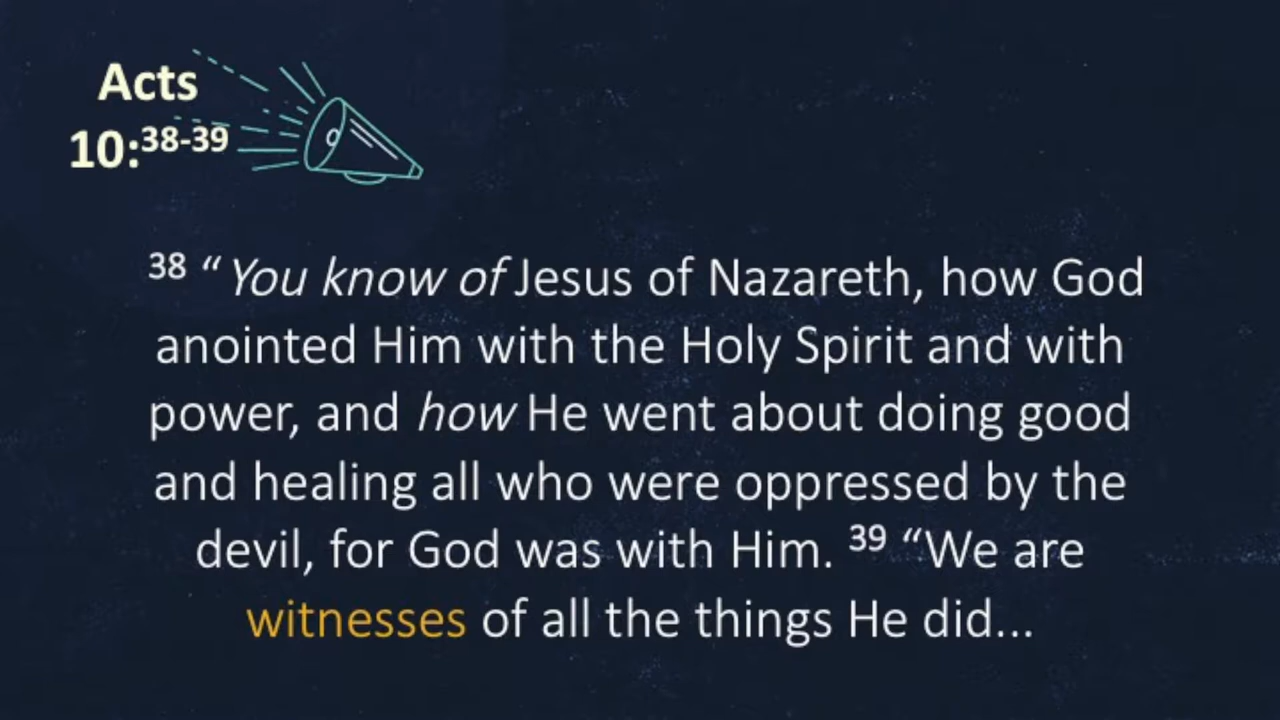 Acts
10:38-39
38 “You know of Jesus of Nazareth, how God
anointed Him with the Holy Spirit and with
power, and how He went about doing good
and healing all who were oppressed by the
devil, for God was with Him. 39 “We are
witnesses of all the things He did...